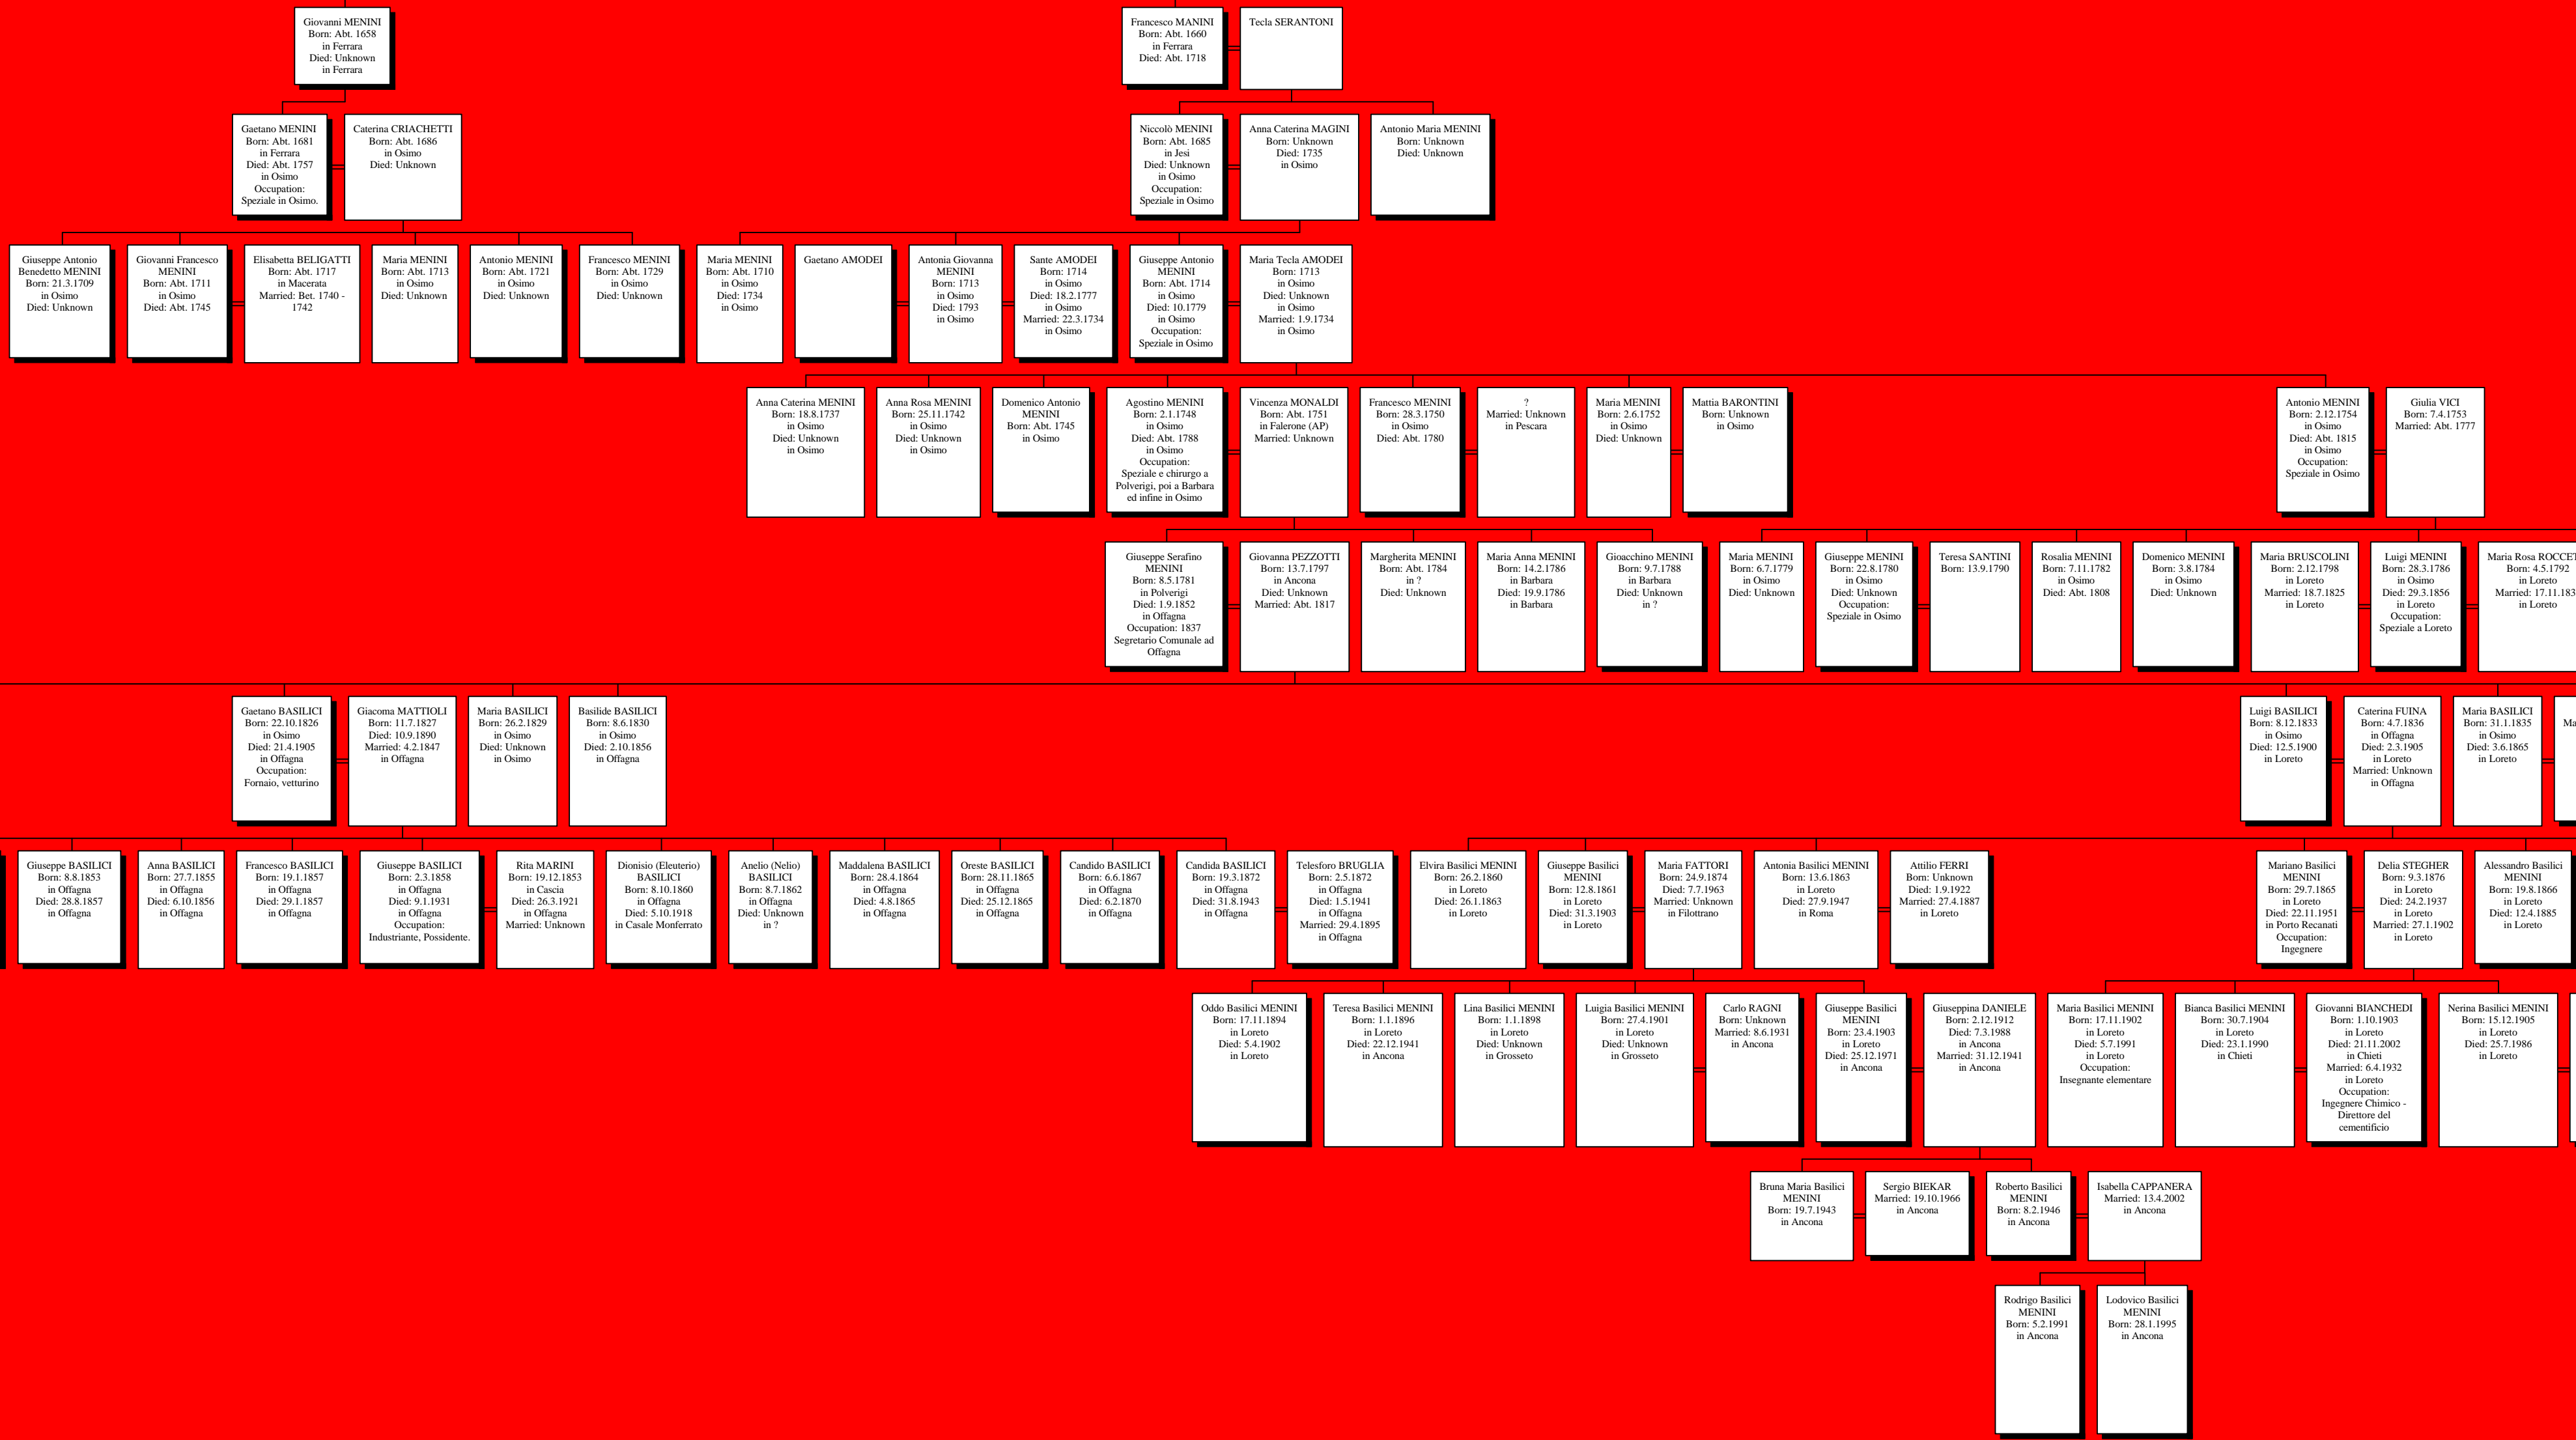 Giovanni MENINI
Born: Abt. 1658
in Ferrara
Died: Unknown
in Ferrara
Francesco MANINI
Born: Abt. 1660
in Ferrara
Died: Abt. 1718
Tecla SERANTONI
Gaetano MENINI
Born: Abt. 1681
in Ferrara
Died: Abt. 1757
in Osimo
Occupation:
Speziale in Osimo.
Caterina CRIACHETTI
Born: Abt. 1686
in Osimo
Died: Unknown
Niccolò MENINI
Born: Abt. 1685
in Jesi
Died: Unknown
in Osimo
Occupation:
Speziale in Osimo
Anna Caterina MAGINI
Born: Unknown
Died: 1735
in Osimo
Antonio Maria MENINI
Born: Unknown
Died: Unknown
Giuseppe Antonio
Benedetto MENINI
Born: 21.3.1709
in Osimo
Died: Unknown
Giovanni Francesco
MENINI
Born: Abt. 1711
in Osimo
Died: Abt. 1745
Elisabetta BELIGATTI
Born: Abt. 1717
in Macerata
Married: Bet. 1740 -
1742
Maria MENINI
Born: Abt. 1713
in Osimo
Died: Unknown
Antonio MENINI
Born: Abt. 1721
in Osimo
Died: Unknown
Francesco MENINI
Born: Abt. 1729
in Osimo
Died: Unknown
Maria MENINI
Born: Abt. 1710
in Osimo
Died: 1734
in Osimo
Gaetano AMODEI
Antonia Giovanna
MENINI
Born: 1713
in Osimo
Died: 1793
in Osimo
Sante AMODEI
Born: 1714
in Osimo
Died: 18.2.1777
in Osimo
Married: 22.3.1734
in Osimo
Giuseppe Antonio
MENINI
Born: Abt. 1714
in Osimo
Died: 10.1779
in Osimo
Occupation:
Speziale in Osimo
Maria Tecla AMODEI
Born: 1713
in Osimo
Died: Unknown
in Osimo
Married: 1.9.1734
in Osimo
Anna Caterina MENINI
Born: 18.8.1737
in Osimo
Died: Unknown
in Osimo
Anna Rosa MENINI
Born: 25.11.1742
in Osimo
Died: Unknown
in Osimo
Domenico Antonio
MENINI
Born: Abt. 1745
in Osimo
Agostino MENINI
Born: 2.1.1748
in Osimo
Died: Abt. 1788
in Osimo
Occupation:
Speziale e chirurgo a
Polverigi, poi a Barbara
ed infine in Osimo
Vincenza MONALDI
Born: Abt. 1751
in Falerone (AP)
Married: Unknown
Francesco MENINI
Born: 28.3.1750
in Osimo
Died: Abt. 1780
?
Married: Unknown
in Pescara
Maria MENINI
Born: 2.6.1752
in Osimo
Died: Unknown
Mattia BARONTINI
Born: Unknown
in Osimo
Antonio MENINI
Born: 2.12.1754
in Osimo
Died: Abt. 1815
in Osimo
Occupation:
Speziale in Osimo
Giulia VICI
Born: 7.4.1753
Married: Abt. 1777
Giuseppe Serafino
MENINI
Born: 8.5.1781
in Polverigi
Died: 1.9.1852
in Offagna
Occupation: 1837
Segretario Comunale ad
Offagna
Giovanna PEZZOTTI
Born: 13.7.1797
in Ancona
Died: Unknown
Married: Abt. 1817
Margherita MENINI
Born: Abt. 1784
in ?
Died: Unknown
Maria Anna MENINI
Born: 14.2.1786
in Barbara
Died: 19.9.1786
in Barbara
Gioacchino MENINI
Born: 9.7.1788
in Barbara
Died: Unknown
in ?
Maria MENINI
Born: 6.7.1779
in Osimo
Died: Unknown
Giuseppe MENINI
Born: 22.8.1780
in Osimo
Died: Unknown
Occupation:
Speziale in Osimo
Teresa SANTINI
Born: 13.9.1790
Rosalia MENINI
Born: 7.11.1782
in Osimo
Died: Abt. 1808
Domenico MENINI
Born: 3.8.1784
in Osimo
Died: Unknown
Maria BRUSCOLINI
Born: 2.12.1798
in Loreto
Married: 18.7.1825
in Loreto
Luigi MENINI
Born: 28.3.1786
in Osimo
Died: 29.3.1856
in Loreto
Occupation:
Speziale a Loreto
Maria Rosa ROCCET
Born: 4.5.1792
in Loreto
Married: 17.11.183
in Loreto
Gaetano BASILICI
Born: 22.10.1826
in Osimo
Died: 21.4.1905
in Offagna
Occupation:
Fornaio, vetturino
Giacoma MATTIOLI
Born: 11.7.1827
Died: 10.9.1890
Married: 4.2.1847
in Offagna
Maria BASILICI
Born: 26.2.1829
in Osimo
Died: Unknown
in Osimo
Basilide BASILICI
Born: 8.6.1830
in Osimo
Died: 2.10.1856
in Offagna
Luigi BASILICI
Born: 8.12.1833
in Osimo
Died: 12.5.1900
in Loreto
Caterina FUINA
Born: 4.7.1836
in Offagna
Died: 2.3.1905
in Loreto
Married: Unknown
in Offagna
Maria BASILICI
Born: 31.1.1835
in Osimo
Died: 3.6.1865
in Loreto
Ma
Giuseppe BASILICI
Born: 8.8.1853
in Offagna
Died: 28.8.1857
in Offagna
Anna BASILICI
Born: 27.7.1855
in Offagna
Died: 6.10.1856
in Offagna
Francesco BASILICI
Born: 19.1.1857
in Offagna
Died: 29.1.1857
in Offagna
Giuseppe BASILICI
Born: 2.3.1858
in Offagna
Died: 9.1.1931
in Offagna
Occupation:
Industriante, Possidente.
Rita MARINI
Born: 19.12.1853
in Cascia
Died: 26.3.1921
in Offagna
Married: Unknown
Dionisio (Eleuterio)
BASILICI
Born: 8.10.1860
in Offagna
Died: 5.10.1918
in Casale Monferrato
Anelio (Nelio)
BASILICI
Born: 8.7.1862
in Offagna
Died: Unknown
in ?
Maddalena BASILICI
Born: 28.4.1864
in Offagna
Died: 4.8.1865
in Offagna
Oreste BASILICI
Born: 28.11.1865
in Offagna
Died: 25.12.1865
in Offagna
Candido BASILICI
Born: 6.6.1867
in Offagna
Died: 6.2.1870
in Offagna
Candida BASILICI
Born: 19.3.1872
in Offagna
Died: 31.8.1943
in Offagna
Telesforo BRUGLIA
Born: 2.5.1872
in Offagna
Died: 1.5.1941
in Offagna
Married: 29.4.1895
in Offagna
Elvira Basilici MENINI
Born: 26.2.1860
in Loreto
Died: 26.1.1863
in Loreto
Giuseppe Basilici
MENINI
Born: 12.8.1861
in Loreto
Died: 31.3.1903
in Loreto
Maria FATTORI
Born: 24.9.1874
Died: 7.7.1963
Married: Unknown
in Filottrano
Antonia Basilici MENINI
Born: 13.6.1863
in Loreto
Died: 27.9.1947
in Roma
Attilio FERRI
Born: Unknown
Died: 1.9.1922
Married: 27.4.1887
in Loreto
Mariano Basilici
MENINI
Born: 29.7.1865
in Loreto
Died: 22.11.1951
in Porto Recanati
Occupation:
Ingegnere
Delia STEGHER
Born: 9.3.1876
in Loreto
Died: 24.2.1937
in Loreto
Married: 27.1.1902
in Loreto
Alessandro Basilici
MENINI
Born: 19.8.1866
in Loreto
Died: 12.4.1885
in Loreto
Oddo Basilici MENINI
Born: 17.11.1894
in Loreto
Died: 5.4.1902
in Loreto
Teresa Basilici MENINI
Born: 1.1.1896
in Loreto
Died: 22.12.1941
in Ancona
Lina Basilici MENINI
Born: 1.1.1898
in Loreto
Died: Unknown
in Grosseto
Luigia Basilici MENINI
Born: 27.4.1901
in Loreto
Died: Unknown
in Grosseto
Carlo RAGNI
Born: Unknown
Married: 8.6.1931
in Ancona
Giuseppe Basilici
MENINI
Born: 23.4.1903
in Loreto
Died: 25.12.1971
in Ancona
Giuseppina DANIELE
Born: 2.12.1912
Died: 7.3.1988
in Ancona
Married: 31.12.1941
in Ancona
Maria Basilici MENINI
Born: 17.11.1902
in Loreto
Died: 5.7.1991
in Loreto
Occupation:
Insegnante elementare
Bianca Basilici MENINI
Born: 30.7.1904
in Loreto
Died: 23.1.1990
in Chieti
Giovanni BIANCHEDI
Born: 1.10.1903
in Loreto
Died: 21.11.2002
in Chieti
Married: 6.4.1932
in Loreto
Occupation:
Ingegnere Chimico -
Direttore del
cementificio
Nerina Basilici MENINI
Born: 15.12.1905
in Loreto
Died: 25.7.1986
in Loreto
Bruna Maria Basilici
MENINI
Born: 19.7.1943
in Ancona
Sergio BIEKAR
Married: 19.10.1966
in Ancona
Roberto Basilici
MENINI
Born: 8.2.1946
in Ancona
Isabella CAPPANERA
Married: 13.4.2002
in Ancona
Rodrigo Basilici
MENINI
Born: 5.2.1991
in Ancona
Lodovico Basilici
MENINI
Born: 28.1.1995
in Ancona